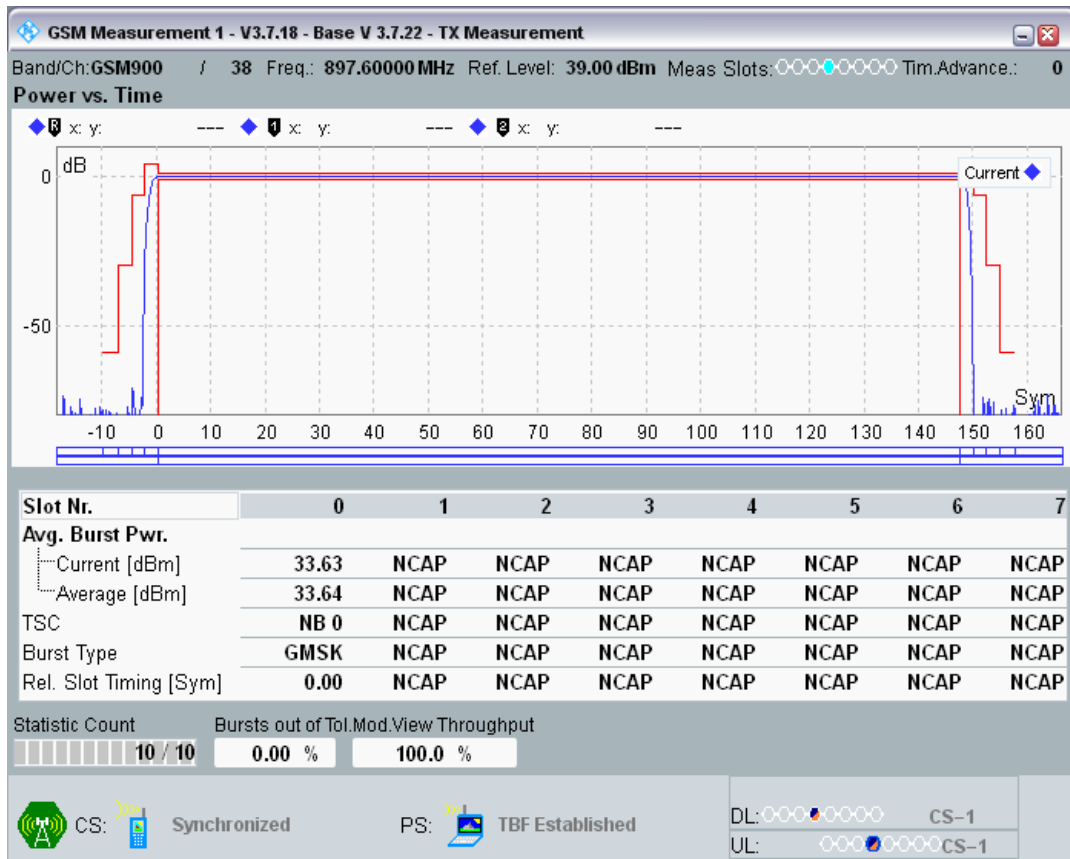 GSM Measurement 1 - V3.7.18 - Base V 3.7.22 - TX Measurement
Band/Ch:GSM900 / 38 Freq.: 897.60000 MHz Ref. Level: 39.00 dBm Meas Slots: Tim.Advance.: 0
Power vs. Time
R x: y: --- 1 x: y: --- 2 x: y: ---
dB
Current
0
-50
Sym
-10 0 10 20 30 40 50 60 70 80 90 100 110 120 130 140 150 160
Slot Nr. 0 1 2 3 4 5 6 7
Avg. Burst Pwr.
Current [dBm] 33.63 NCAP NCAP NCAP NCAP NCAP NCAP NCAP
Average [dBm] 33.64 NCAP NCAP NCAP NCAP NCAP NCAP NCAP
TSC NB 0 NCAP NCAP NCAP NCAP NCAP NCAP NCAP
Burst Type GMSK NCAP NCAP NCAP NCAP NCAP NCAP NCAP
Rel. Slot Timing [Sym] 0.00 NCAP NCAP NCAP NCAP NCAP NCAP NCAP
Statistic Count Bursts out of Tol. Mod.View Throughput
10 / 10 0.00 % 100.0 %
CS: Synchronized PS: TBF Established
DL: CS-1
UL: CS-1